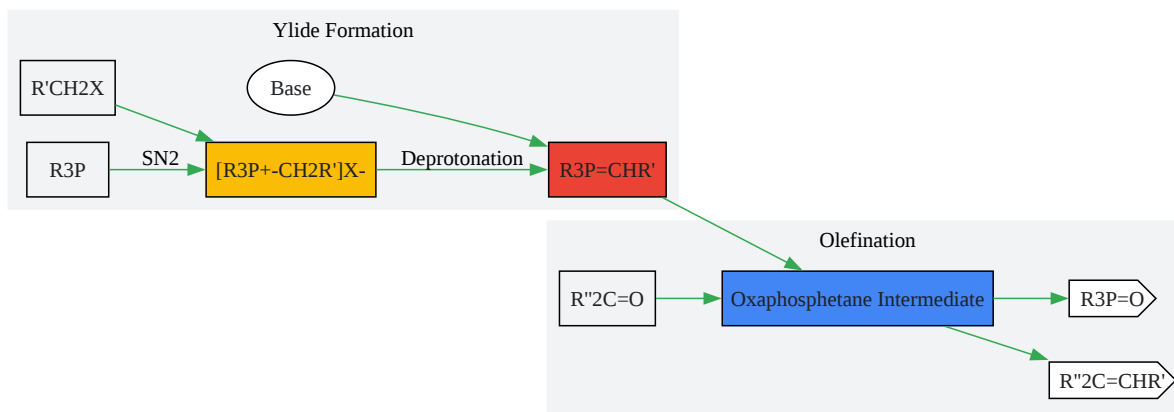 Ylide Formation
R'CH2X
Base
R3P
SN2
[R3P+-CH2R']X-
Deprotonation
R3P=CHR'
Olefination
R"2C=O
Oxaphosphetane Intermediate
R3P=O
R"2C=CHR'